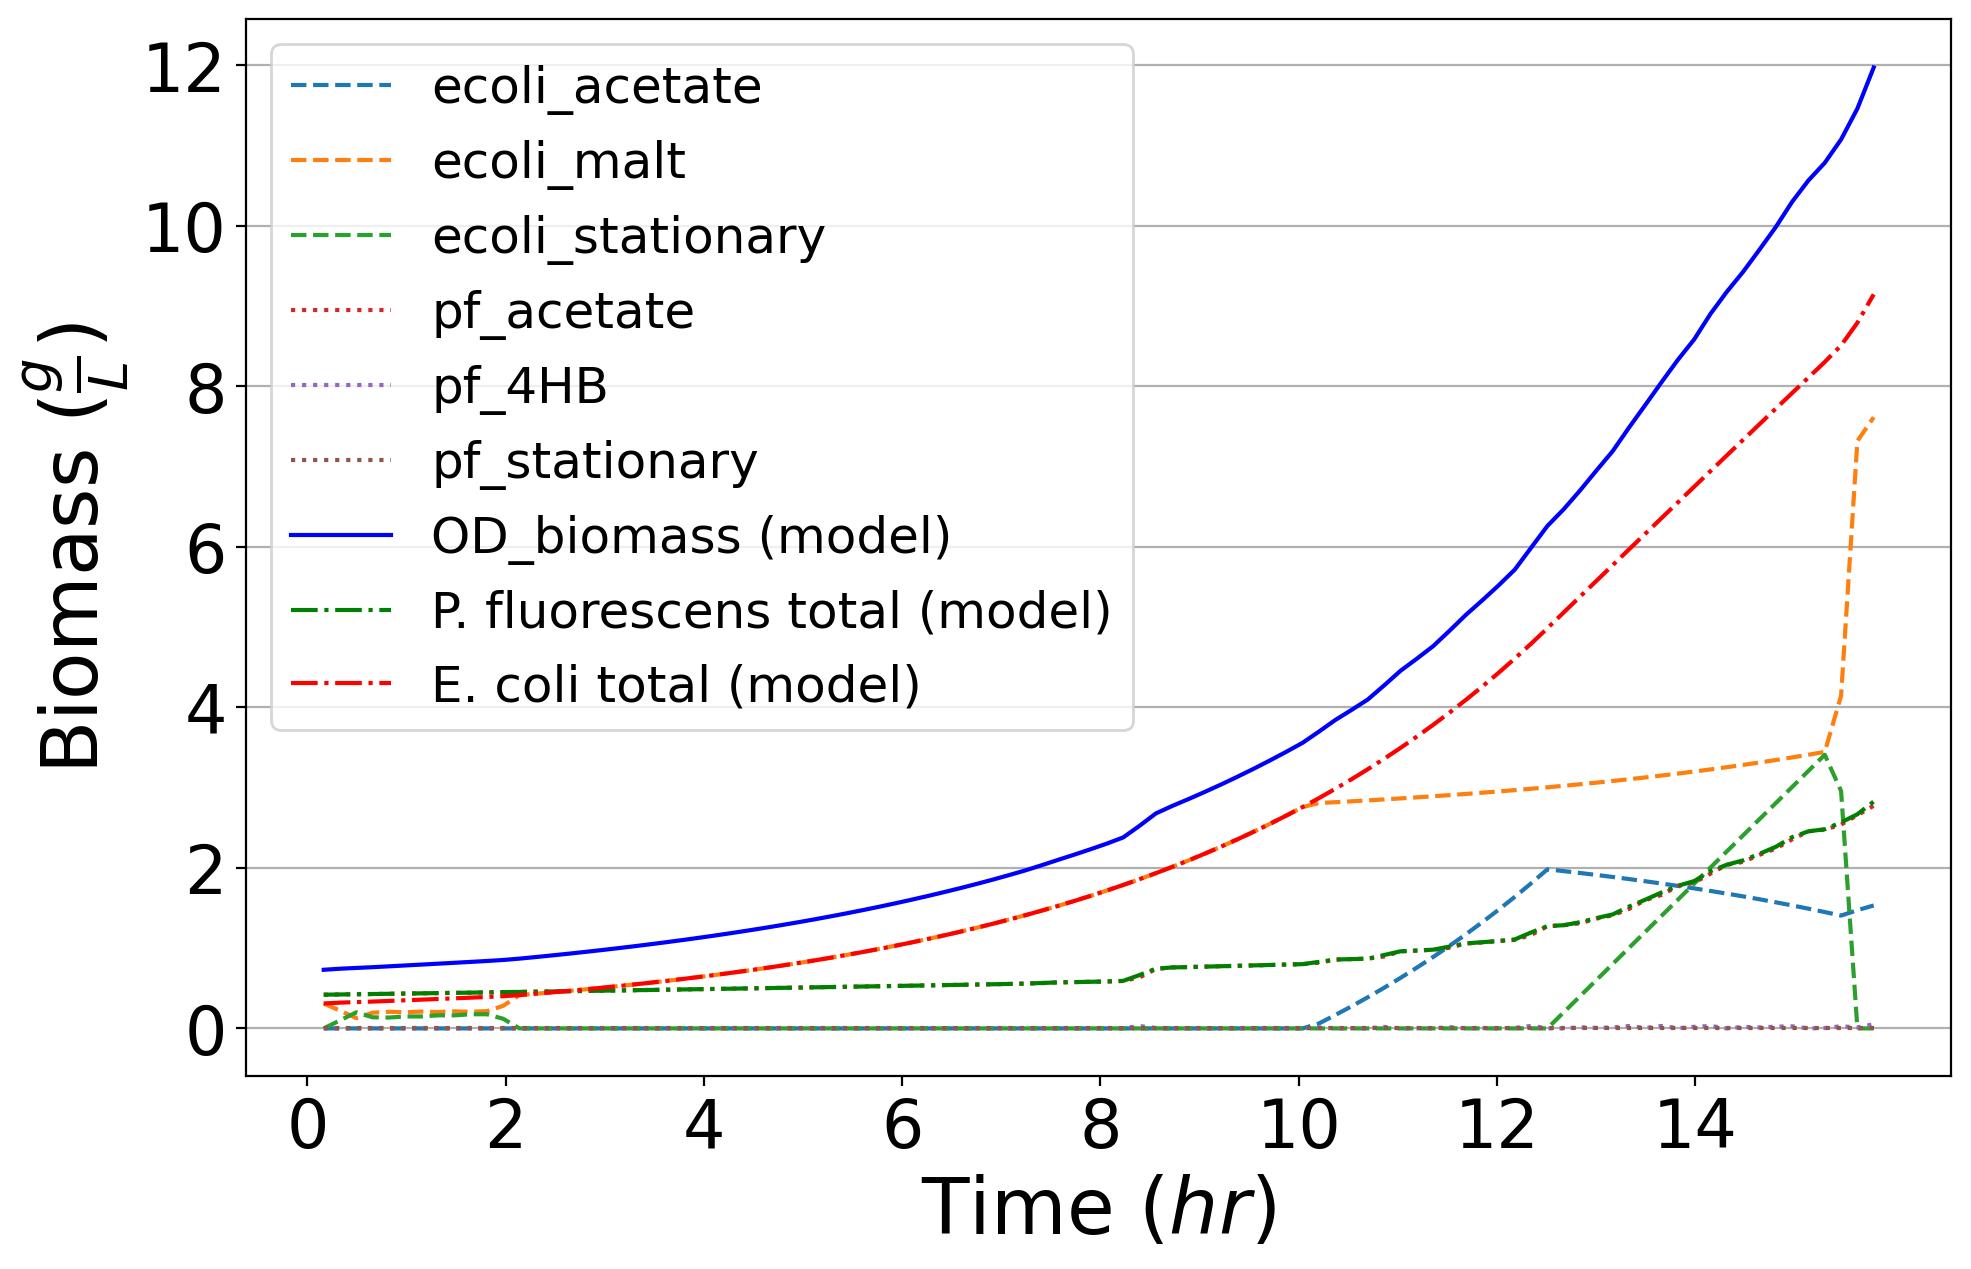 12
10
8
6
4
2
0
Biomass (g/L)
ecoli_acetate
ecoli_malt
ecoli_stationary
pf_acetate
pf_4HB
pf_stationary
OD_biomass (model)
P. fluorescens total (model)
E. coli total (model)
0 2 4 6 8 10 12 14
Time (hr)